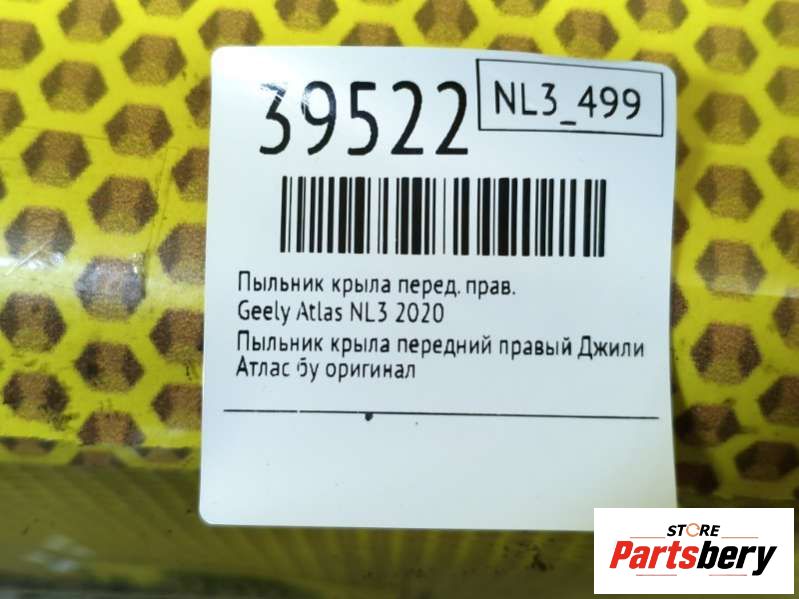 39522
NL3_499
Пыльник крыла перед. прав.
Geely Atlas NL3 2020
Пыльник крыла передний правый Джили
Атлас бу оригинал
STORE
Partsbery